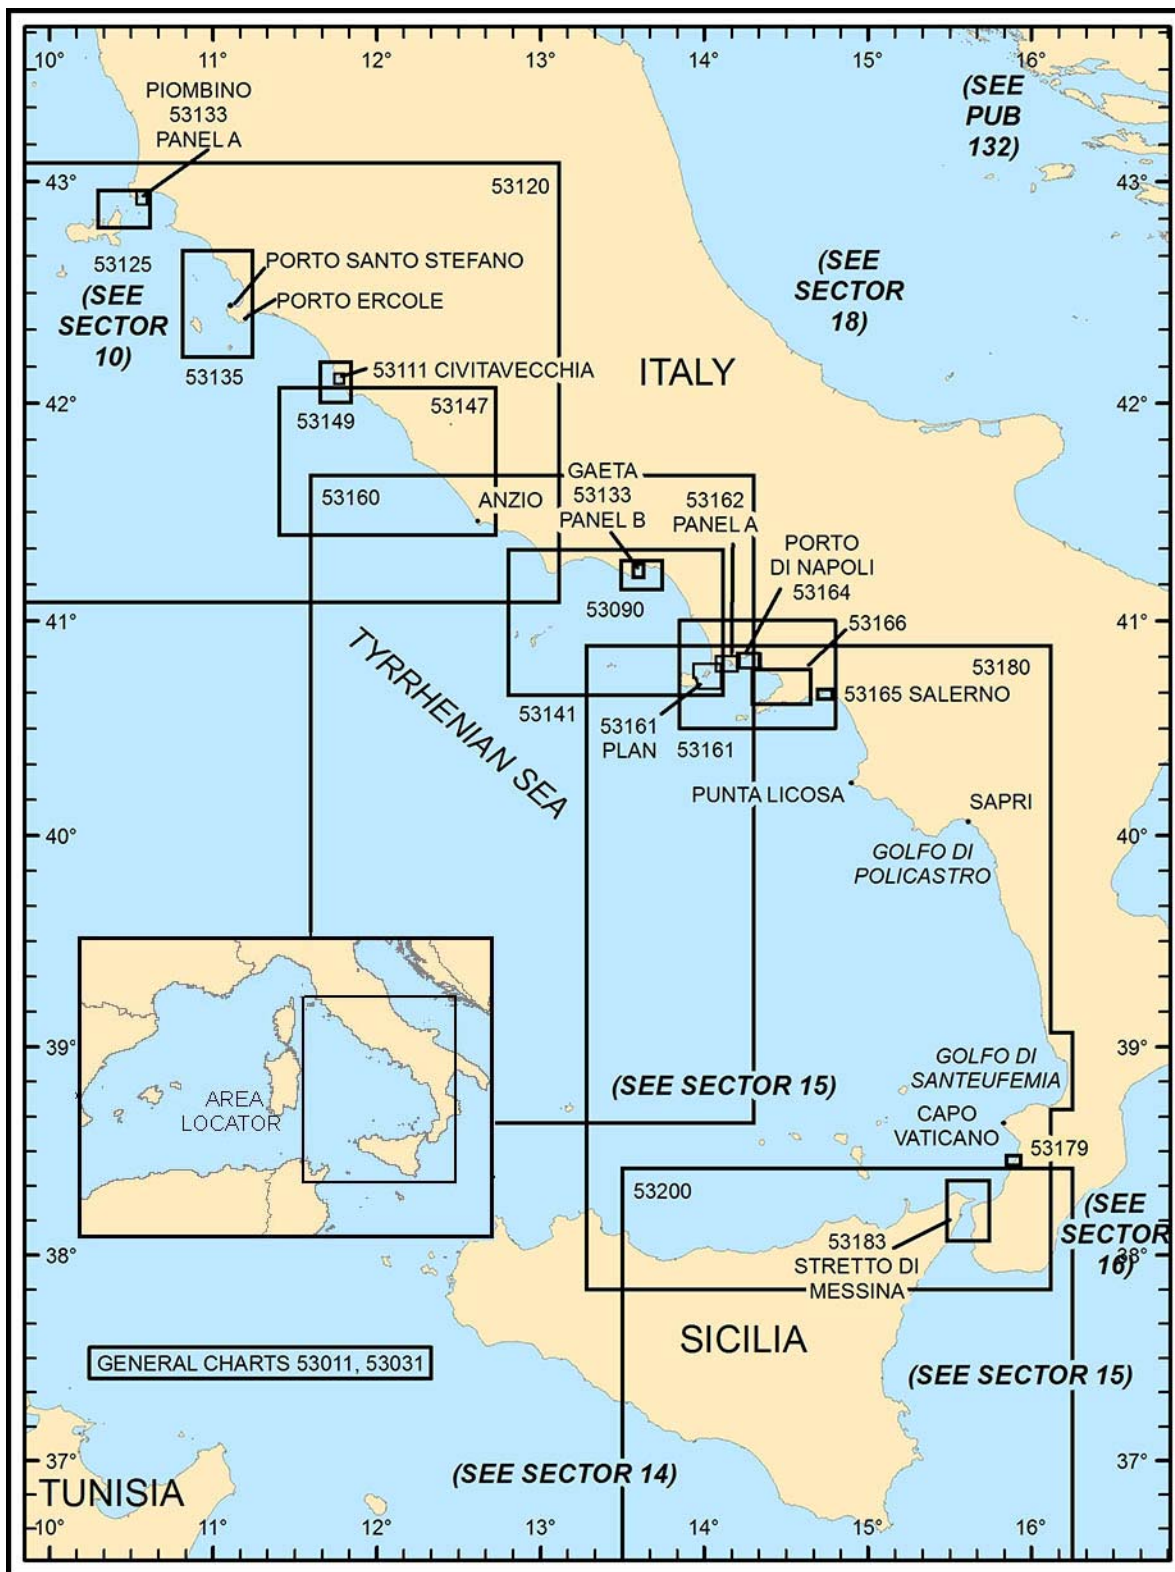 10° 11° 12° 13° 14° 15° 16°
PIOMBINO
53133
PANEL A
(SEE
PUB
132)
43° 43°
53120
53125
(SEE
SECTOR
10)
PORTO SANTO STEFANO
PORTO ERCOLE
53135
(SEE
SECTOR
18)
ITALY
53111 CIVITAVECCHIA
42° 42°
53149
53147
53160
ANZIO
GAETA
53133
PANEL B
53162
PANEL A
PORTO
DI NAPOLI
53164
53090
41° 41°
53166
53180
53165 SALERNO
53141
53161
PLAN
53161
TYRRHENIAN SEA
PUNTA LICOSA
SAPRI
40° 40°
GOLFO DI
POLICASTRO
39° 39°
GOLFO DI
SANTEUFEMIA
(SEE SECTOR 15)
AREA
LOCATOR
CAPO
VATICANO
53179
53200
(SEE
SECTOR
16)
53183
STRETTO DI
MESSINA
38° 38°
SICILIA
GENERAL CHARTS 53011, 53031
(SEE SECTOR 15)
37° 37°
(SEE SECTOR 14)
TUNISIA
10° 11° 12° 13° 14° 15° 16°